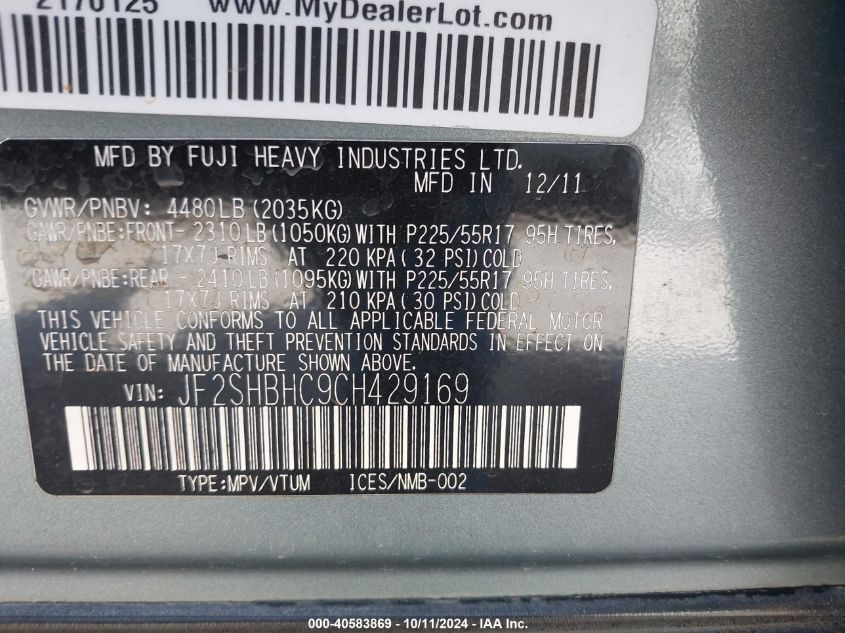 2170125 www.MyDealerLot.com
MFD BY FUJI HEAVY INDUSTRIES LTD.
MFD IN 12/11
GVWR/PNBV: 4480LB(2035KG)
GAWR/PNBE:FRONT- 2310LB(1050KG)WITH P225/55R17 95H TIRES,
17X7J RIMS AT 220 KPA(32 PSI)COLD
GAWR/PNBE:REAR - 2410LB(1095KG)WITH P225/55R17 95H TIRES,
17X7J RIMS AT 210 KPA(30 PSI)COLD
THIS VEHICLE CONFORMS TO ALL APPLICABLE FEDERAL MOTOR
VEHICLE SAFETY AND THEFT PREVENTION STANDARDS IN EFFECT ON
THE DATE OF MANUFACTURE SHOWN ABOVE.
VIN: JF2SHBHC9CH429169
TYPE:MPV/VTUM ICES/NMB-002
000-40583869 - 10/11/2024 - IAAI.com